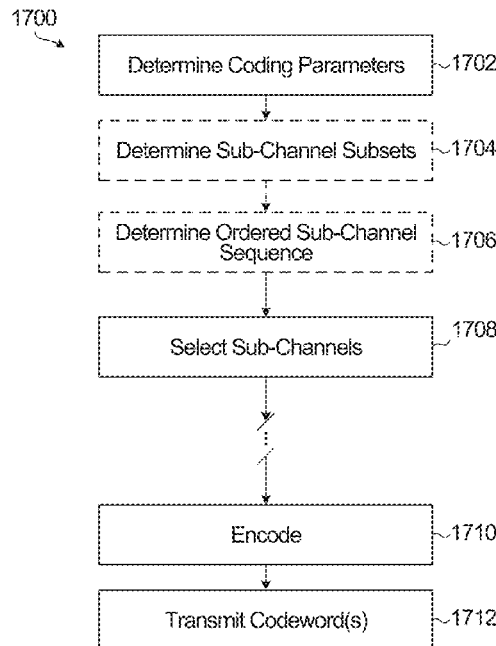 1700
Determine Coding Parameters
1702
Determine Sub-Channel Subsets
1704
Determine Ordered Sub-Channel
Sequence
1706
Select Sub-Channels
1708
Encode
1710
Transmit Codeword(s)
1712